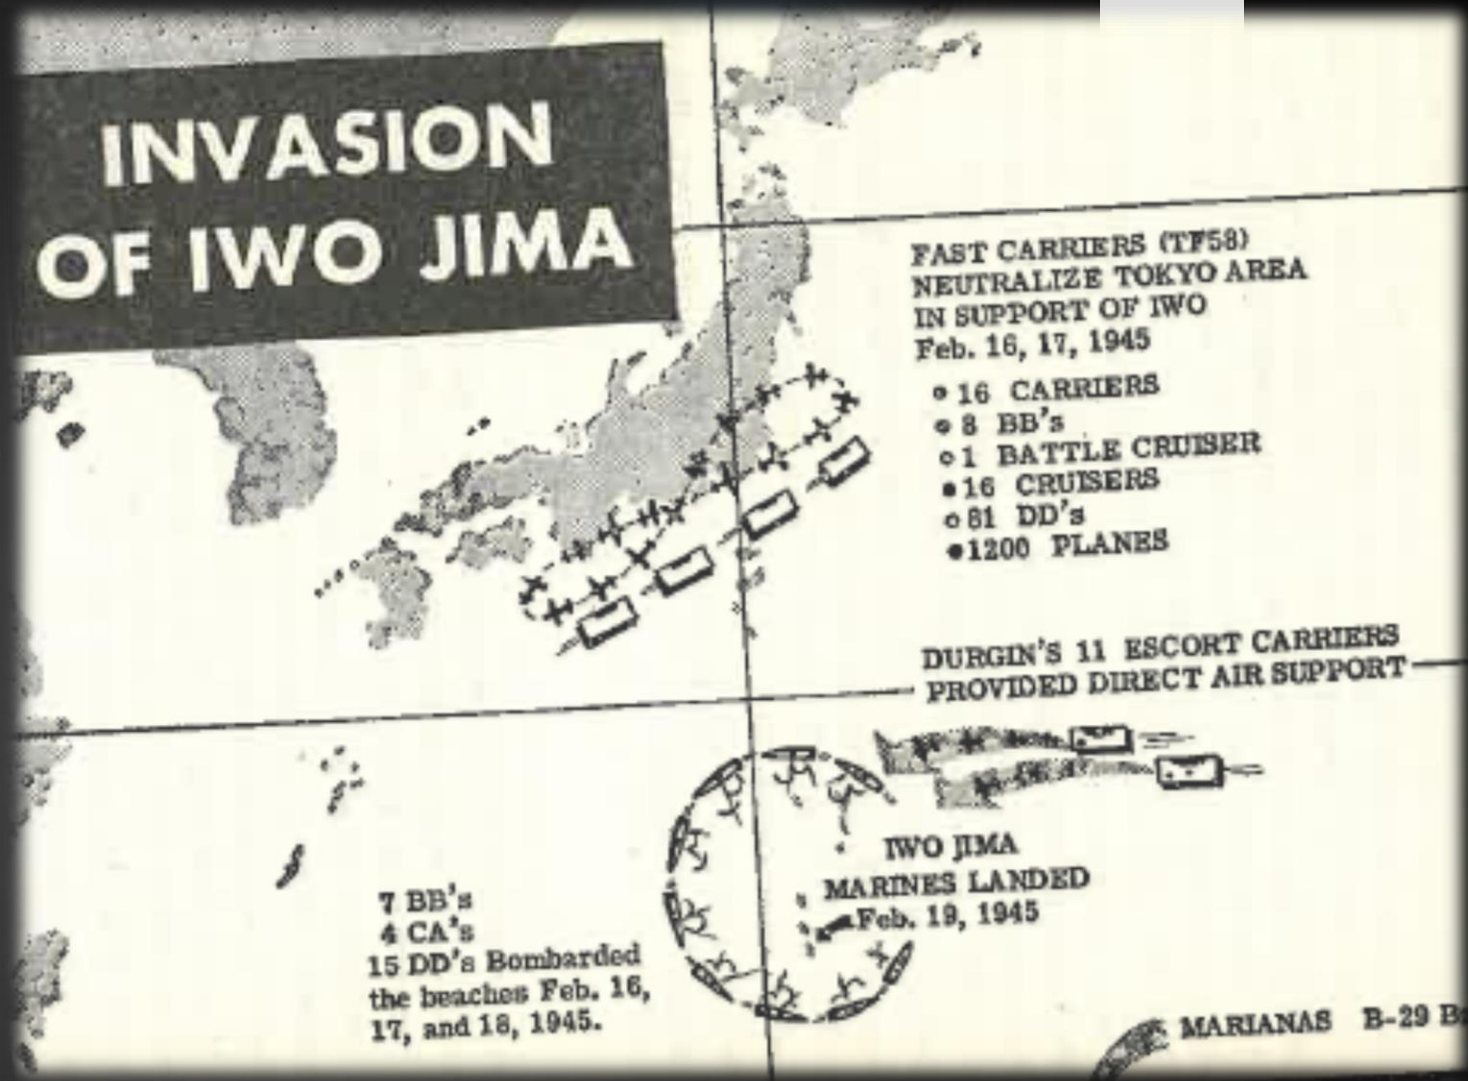 INVASION
OF IWO JIMA
FAST CARRIERS (TF58)
NEUTRALIZE TOKYO AREA
IN SUPPORT OF IWO
Feb. 16, 17, 1945
16 CARRIERS
8 BB's
1 BATTLE CRUISER
16 CRUISERS
81 DD's
1200 PLANES
DURGIN'S 11 ESCORT CARRIERS
PROVIDED DIRECT AIR SUPPORT
IWO JIMA
MARINES LANDED
Feb. 19, 1945
7 BB's
4 CA's
15 DD's Bombarded
the beaches Feb. 16,
17, and 18, 1945.
MARIANAS B-29